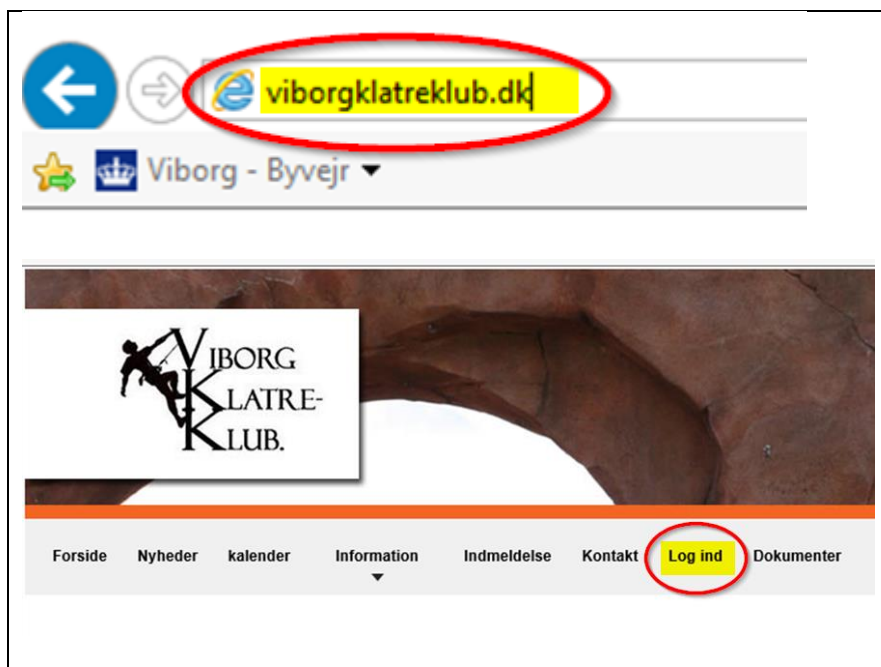 viborgklatreklub.dk
Viborg - Byvejr
VIBORG
KLATRE-
KLUB.
Forside Nyheder kalender Information Indmeldelse Kontakt Log ind Dokumenter